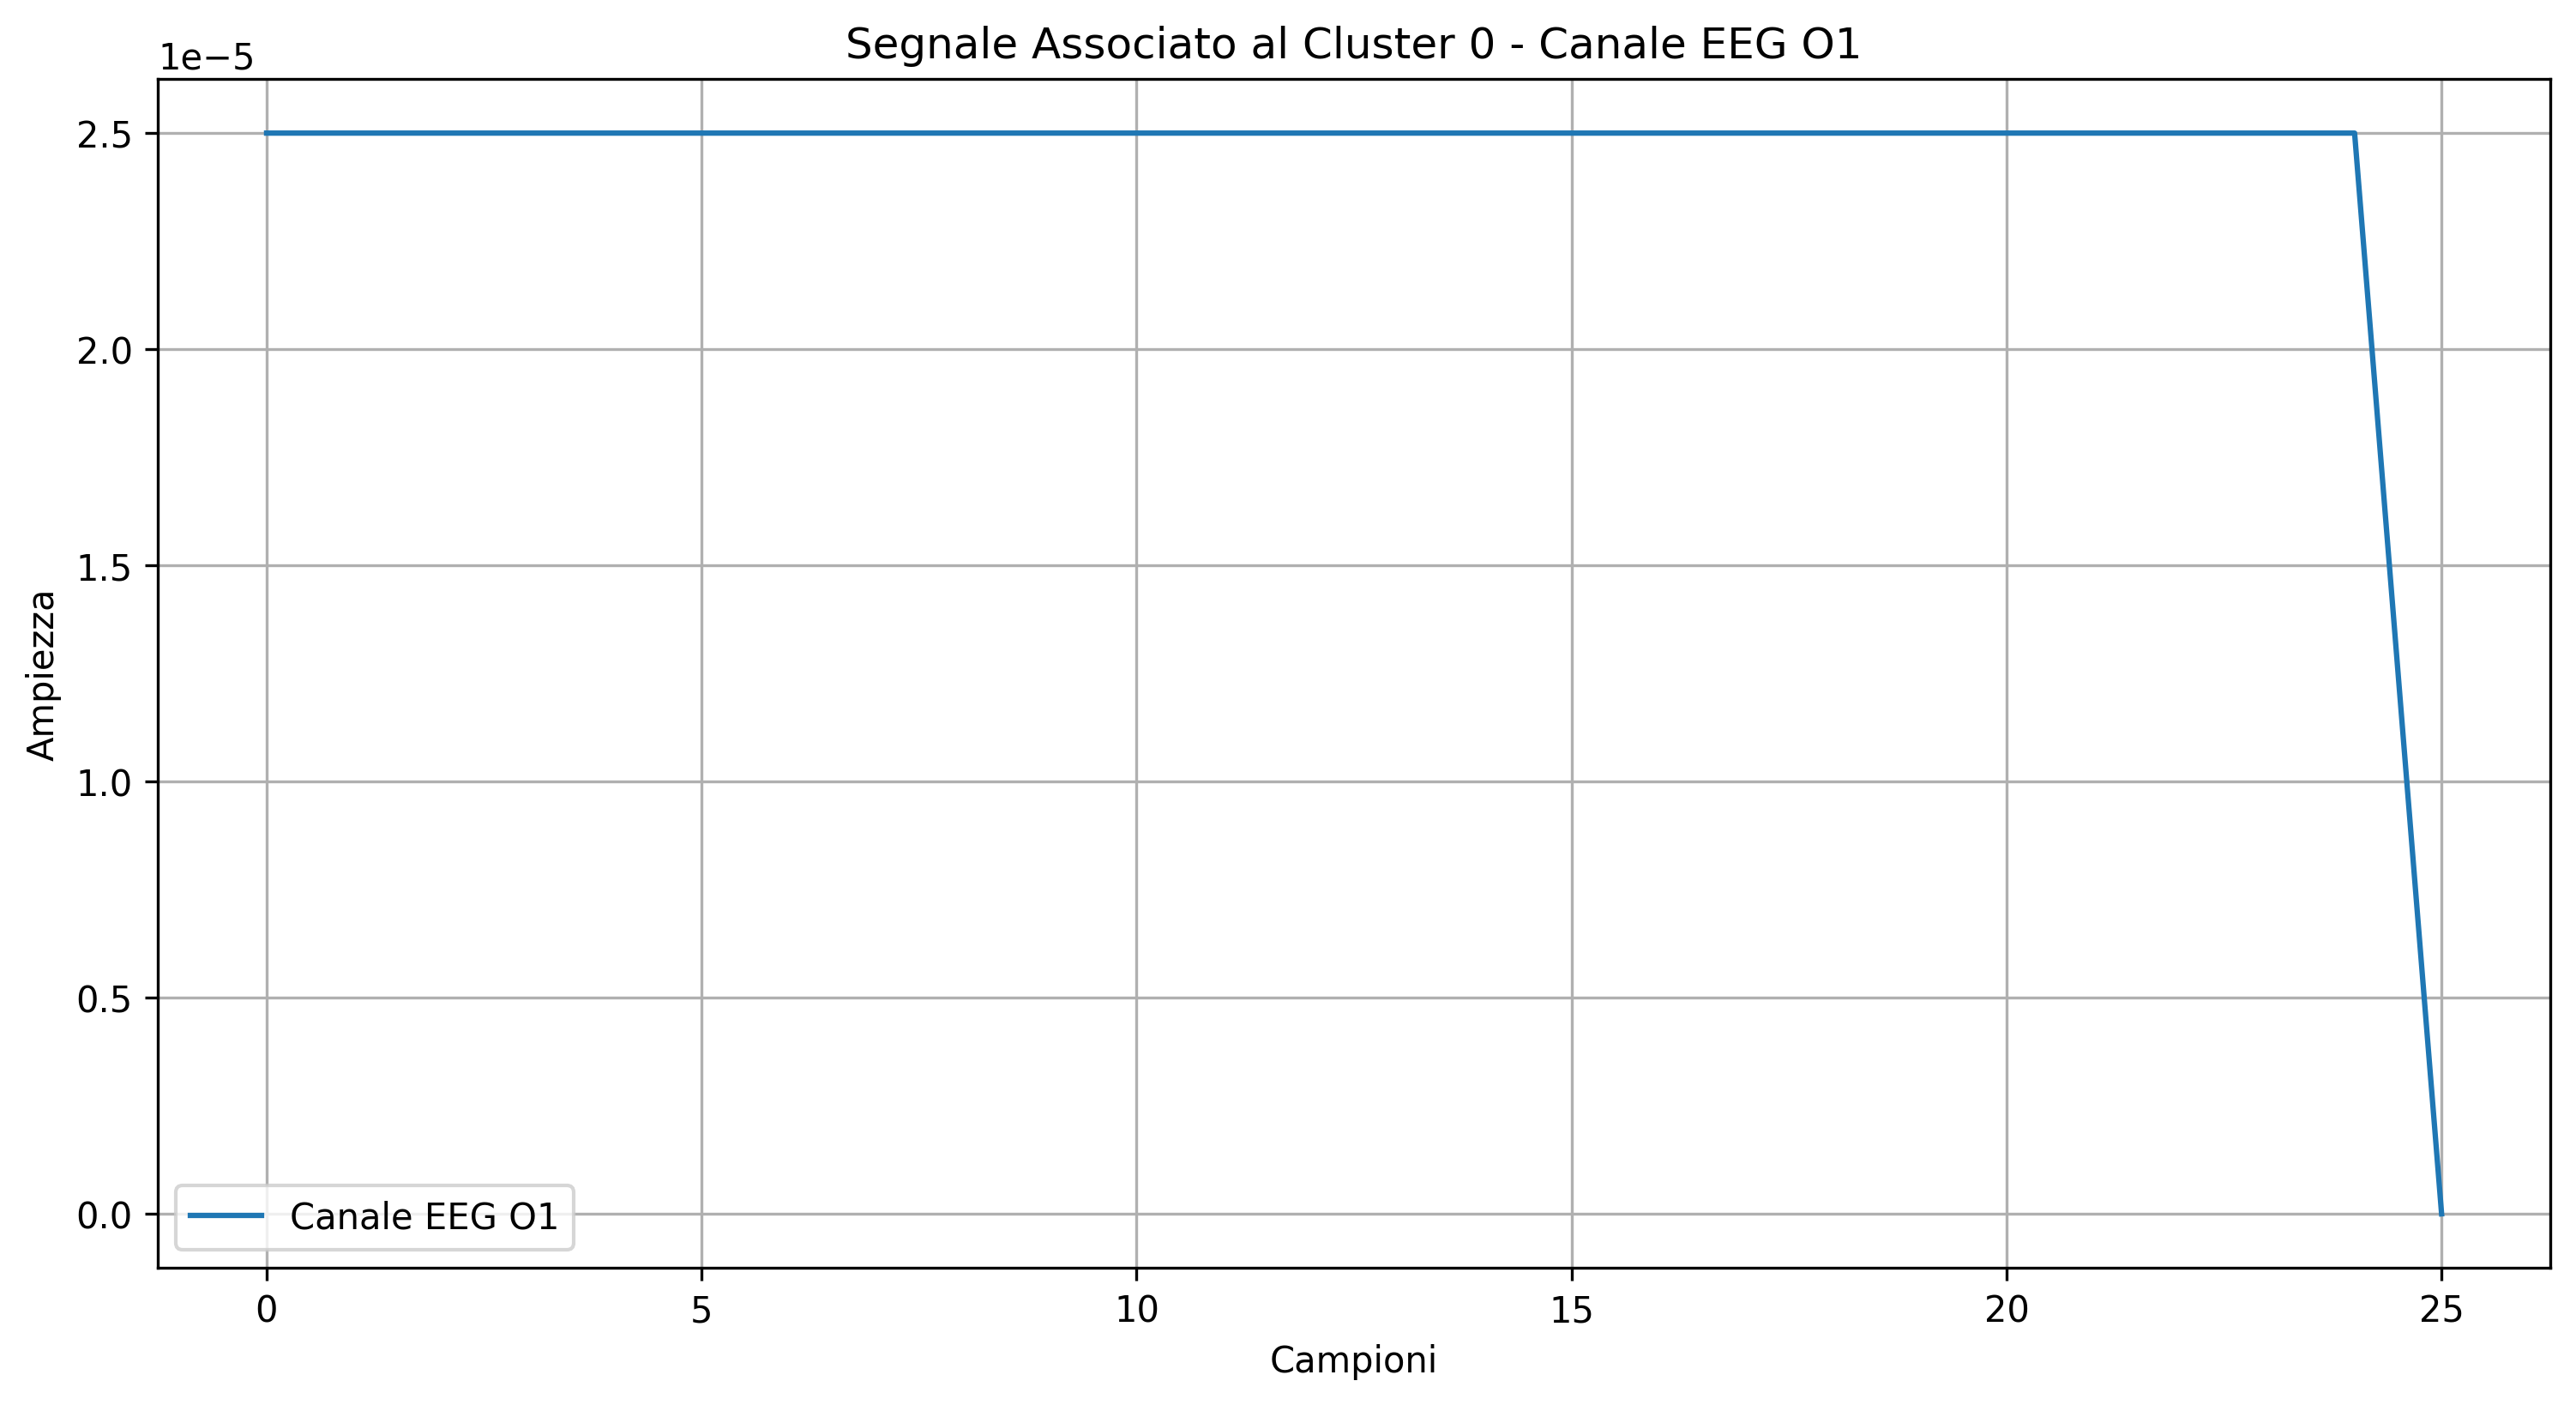 Segnale Associato al Cluster 0 - Canale EEG O1
1e−5
2.5
2.0
1.5
1.0
0.5
0.0
Ampiezza
Canale EEG O1
0 5 10 15 20 25
Campioni